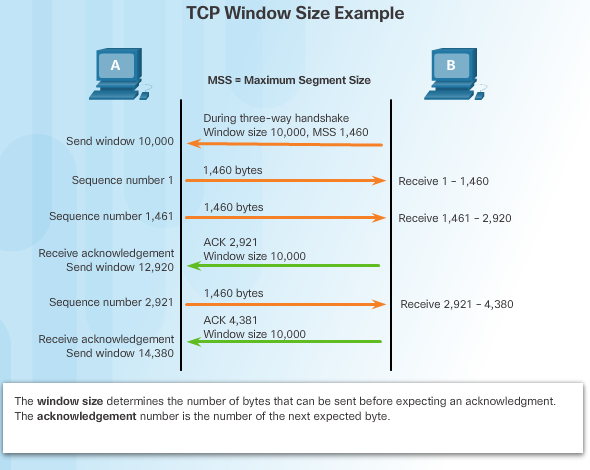 TCP Window Size Example
A
B
MSS = Maximum Segment Size
During three-way handshake
Window size 10,000, MSS 1,460
Send window 10,000
1,460 bytes
Sequence number 1
Receive 1 – 1,460
1,460 bytes
Sequence number 1,461
Receive 1,461 – 2,920
ACK 2,921
Window size 10,000
Receive acknowledgement
Send window 12,920
1,460 bytes
Sequence number 2,921
Receive 2,921 – 4,380
ACK 4,381
Window size 10,000
Receive acknowledgement
Send window 14,380
The window size determines the number of bytes that can be sent before expecting an acknowledgment.
The acknowledgement number is the number of the next expected byte.